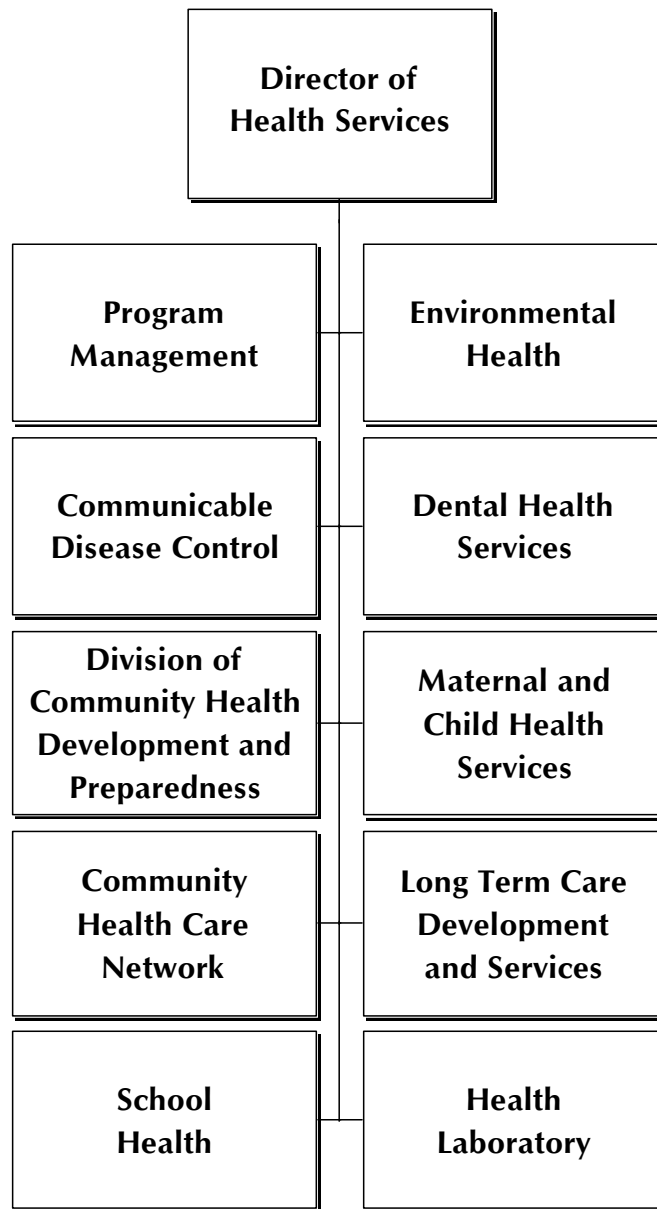 Director of
Health Services
Program
Management
Environmental
Health
Communicable
Disease Control
Dental Health
Services
Division of
Community Health
Development and
Preparedness
Maternal and
Child Health
Services
Community
Health Care
Network
Long Term Care
Development
and Services
School
Health
Health
Laboratory